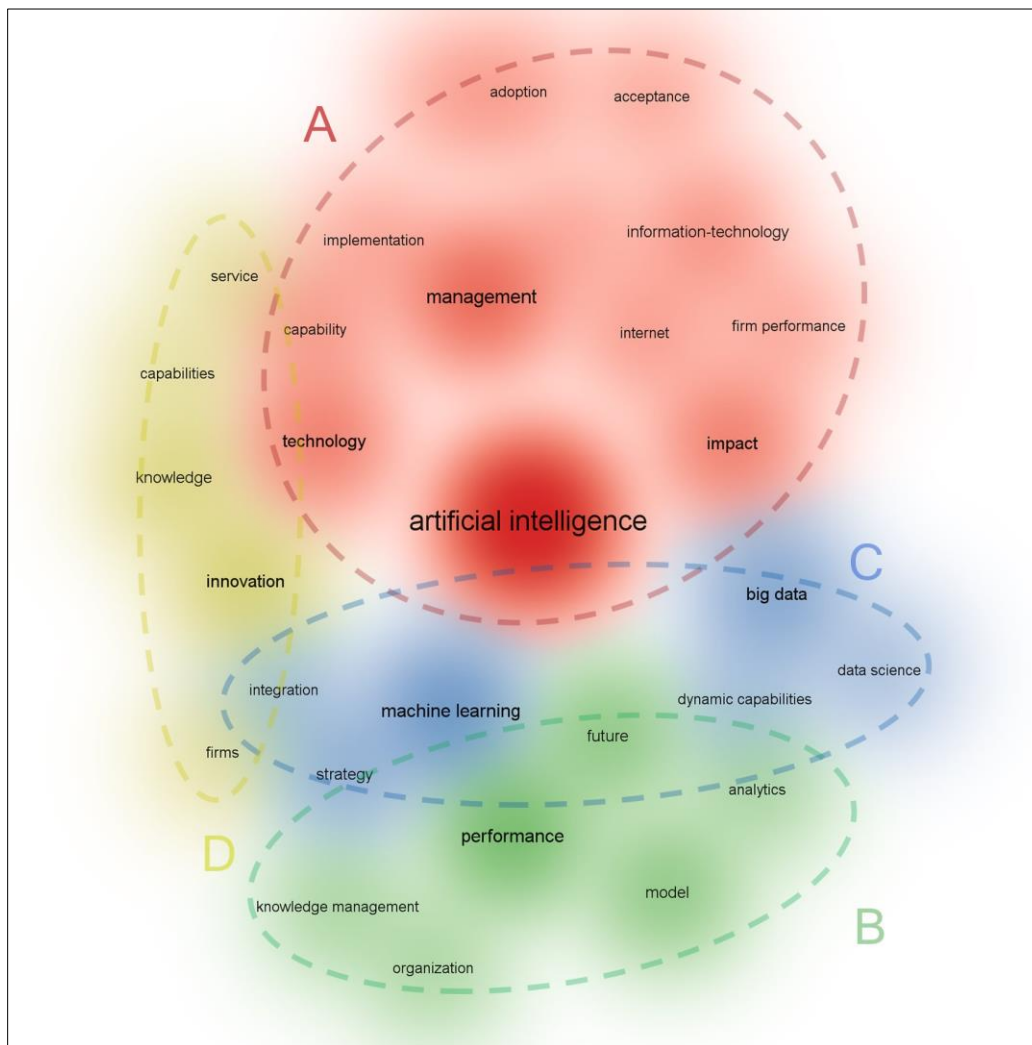 adoption
acceptance
A
implementation
information-technology
service
management
capability
internet
firm performance
capabilities
technology
impact
knowledge
artificial intelligence
C
innovation
big data
integration
machine learning
data science
dynamic capabilities
future
firms
strategy
analytics
D
performance
model
knowledge management
B
organization